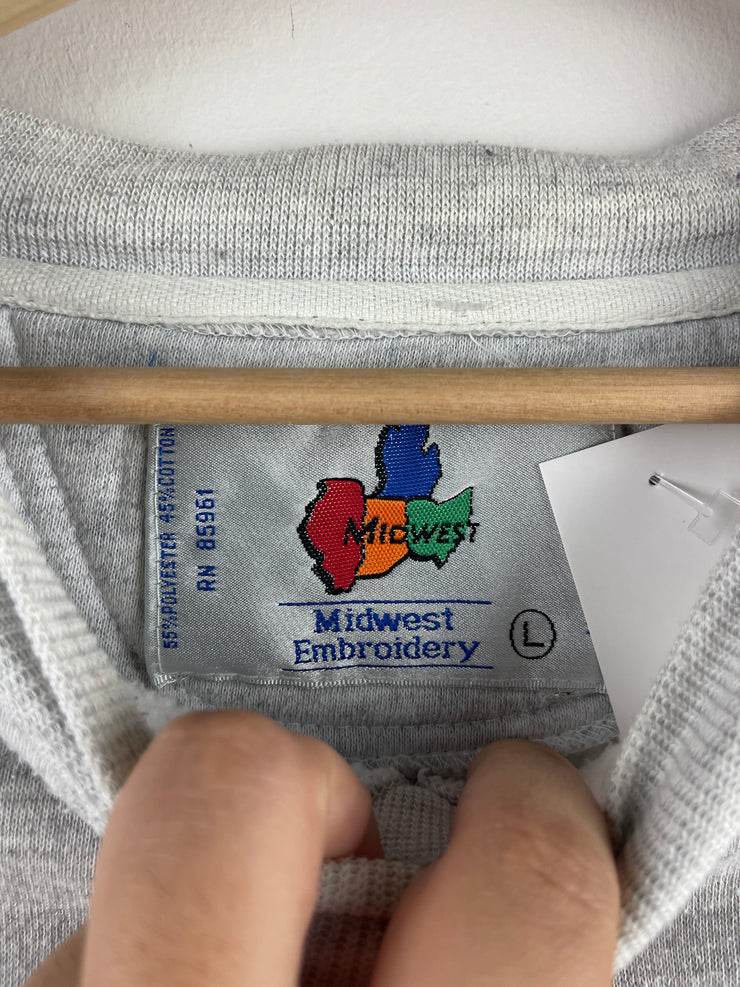 55%POLYESTER 45%COTTON
RN 85961
MIDWEST
Midwest
Embroidery
L